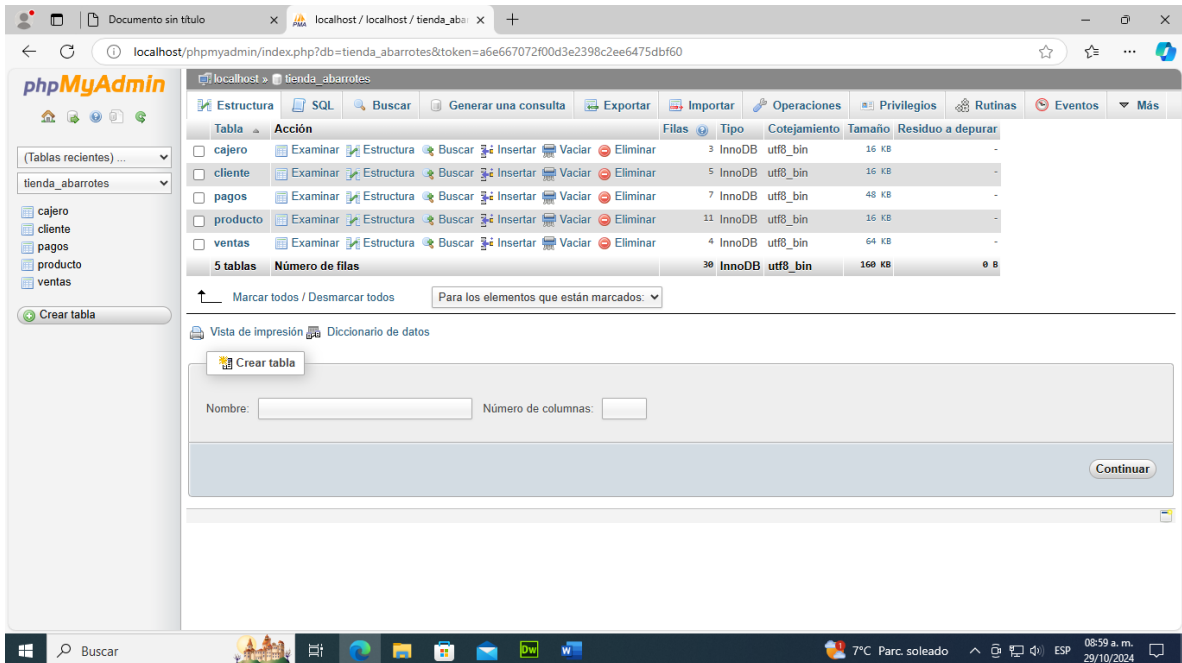 Documento sin título
localhost / localhost / tienda_abar
localhost/phpmyadmin/index.php?db=tienda_abarrotes&token=a6e667072f00d3e2398c2ee6475dbf60
phpMyAdmin
(Tablas recientes) ...
tienda_abarrotes
cajero
cliente
pagos
producto
ventas
Crear tabla
localhost » tienda_abarrotes
Estructura SQL Buscar Generar una consulta Exportar Importar Operaciones Privilegios Rutinas Eventos Más
Tabla Acción Filas Tipo Cotejamiento Tamaño Residuo a depurar
cajero Examinar Estructura Buscar Insertar Vaciar Eliminar 3 InnoDB utf8_bin 16 KB -
cliente Examinar Estructura Buscar Insertar Vaciar Eliminar 5 InnoDB utf8_bin 16 KB -
pagos Examinar Estructura Buscar Insertar Vaciar Eliminar 7 InnoDB utf8_bin 48 KB -
producto Examinar Estructura Buscar Insertar Vaciar Eliminar 11 InnoDB utf8_bin 16 KB -
ventas Examinar Estructura Buscar Insertar Vaciar Eliminar 4 InnoDB utf8_bin 64 KB -
5 tablas Número de filas 30 InnoDB utf8_bin 160 KB 0 B
Marcar todos / Desmarcar todos Para los elementos que están marcados:
Vista de impresión Diccionario de datos
Crear tabla
Nombre: Número de columnas:
Continuar
Buscar
Dw
W
7°C Parc. soleado
ESP
08:59 a. m.
29/10/2024